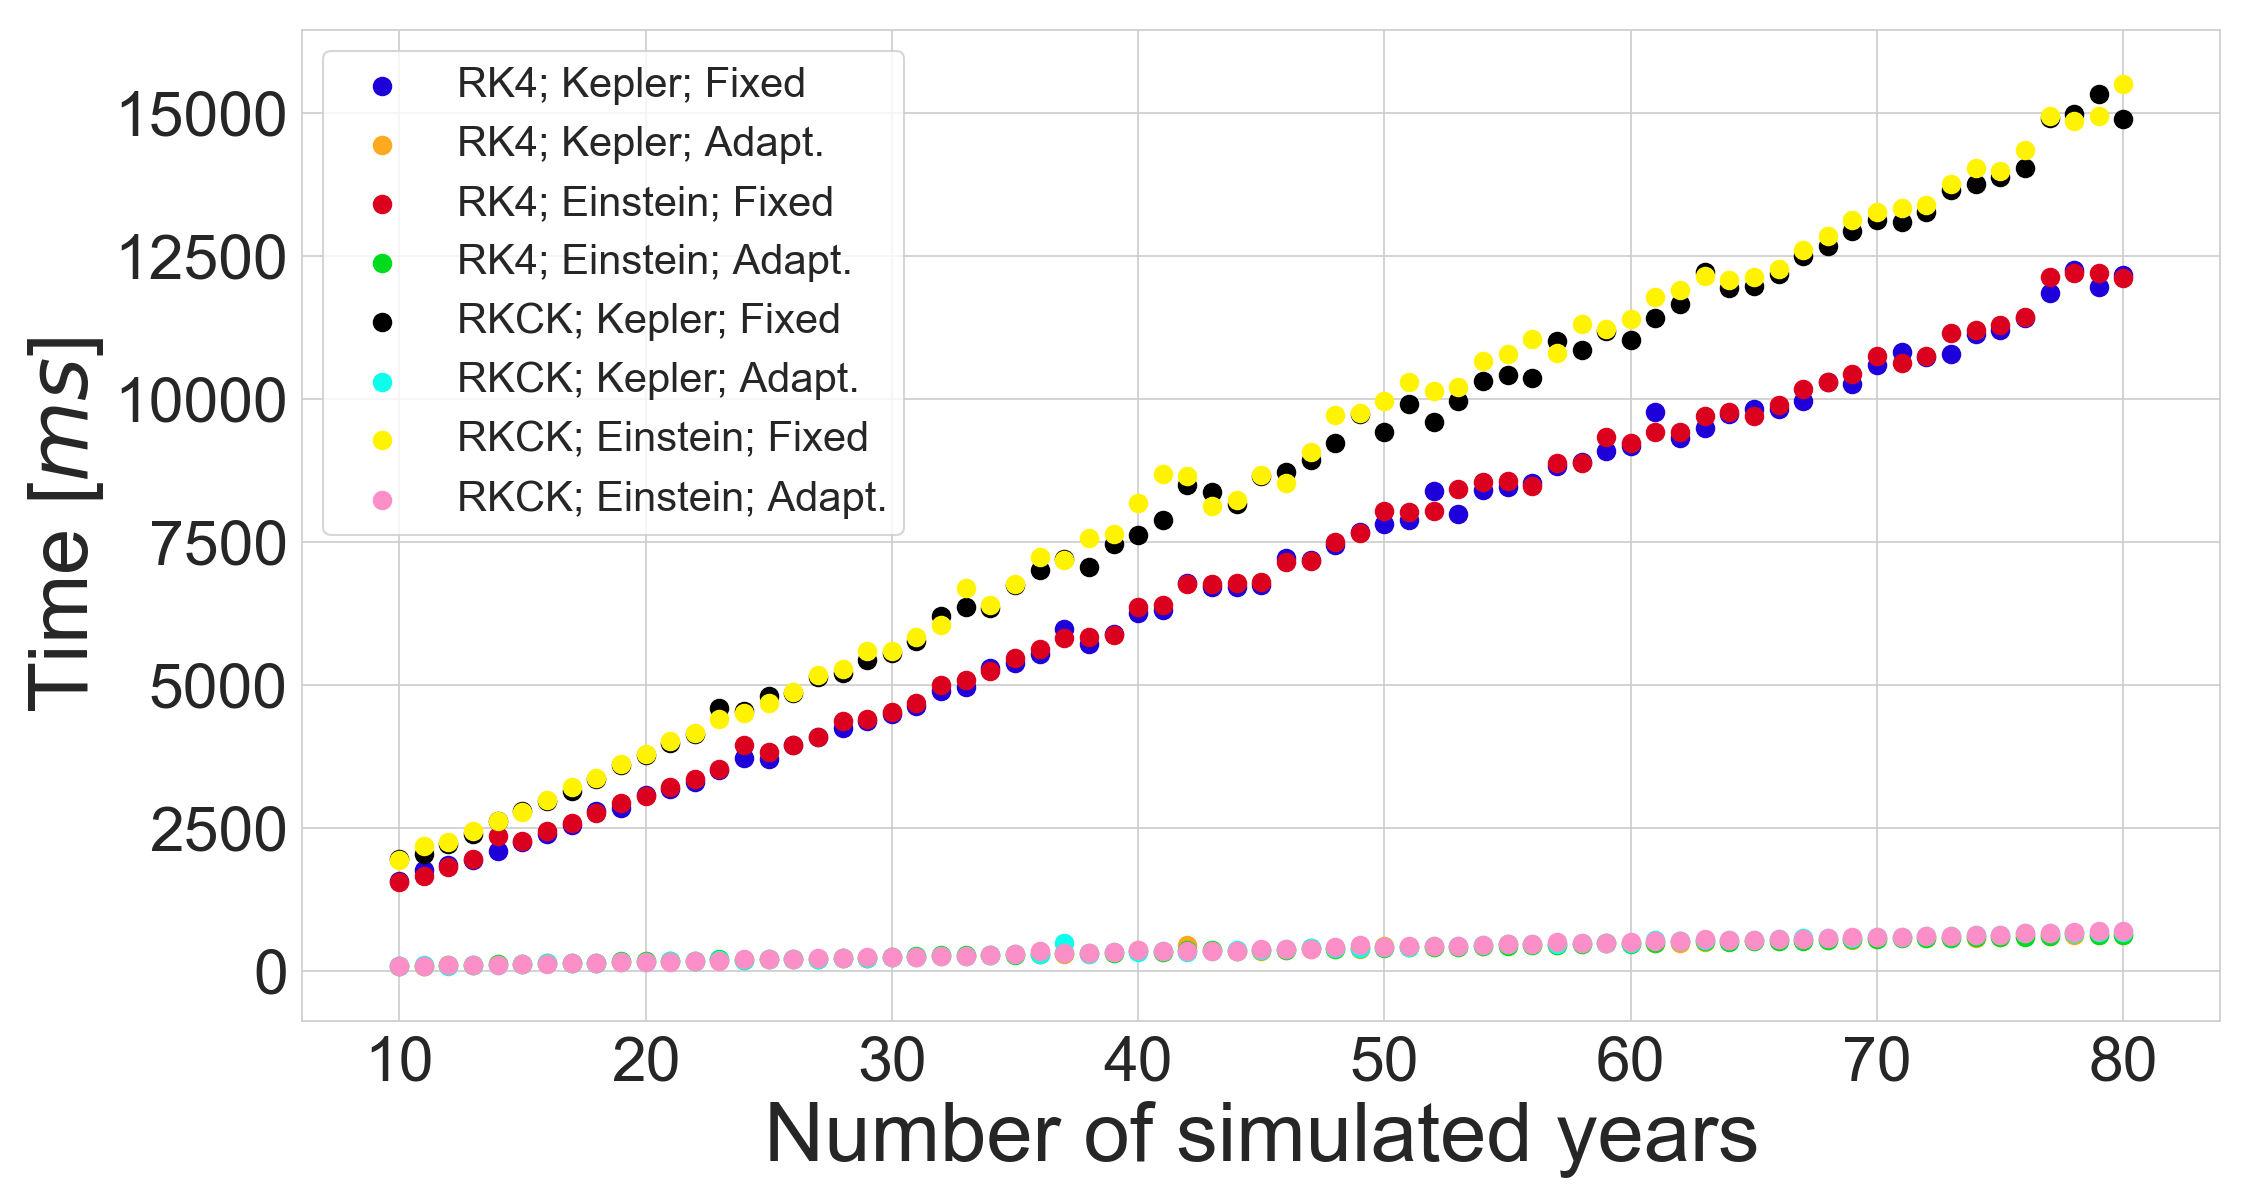 RK4; Kepler; Fixed
RK4; Kepler; Adapt.
RK4; Einstein; Fixed
RK4; Einstein; Adapt.
RKCK; Kepler; Fixed
RKCK; Kepler; Adapt.
RKCK; Einstein; Fixed
RKCK; Einstein; Adapt.
Time [ms]
15000
12500
10000
7500
5000
2500
0
10 20 30 40 50 60 70 80
Number of simulated years